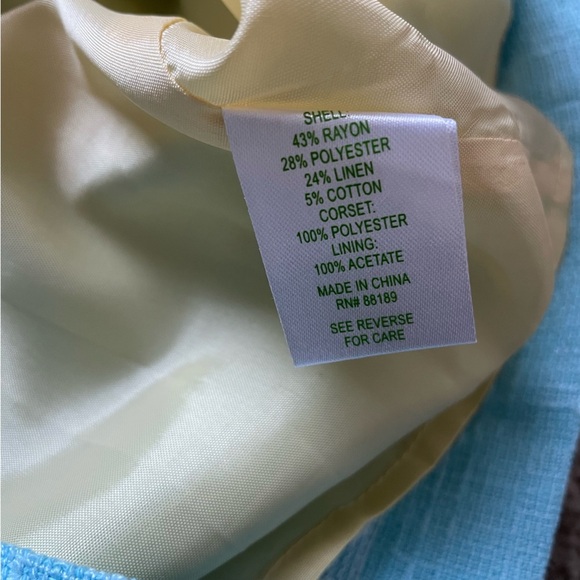 SHELL:
43% RAYON
28% POLYESTER
24% LINEN
5% COTTON
CORSET:
100% POLYESTER
LINING:
100% ACETATE
MADE IN CHINA
RN# 88189
SEE REVERSE
FOR CARE